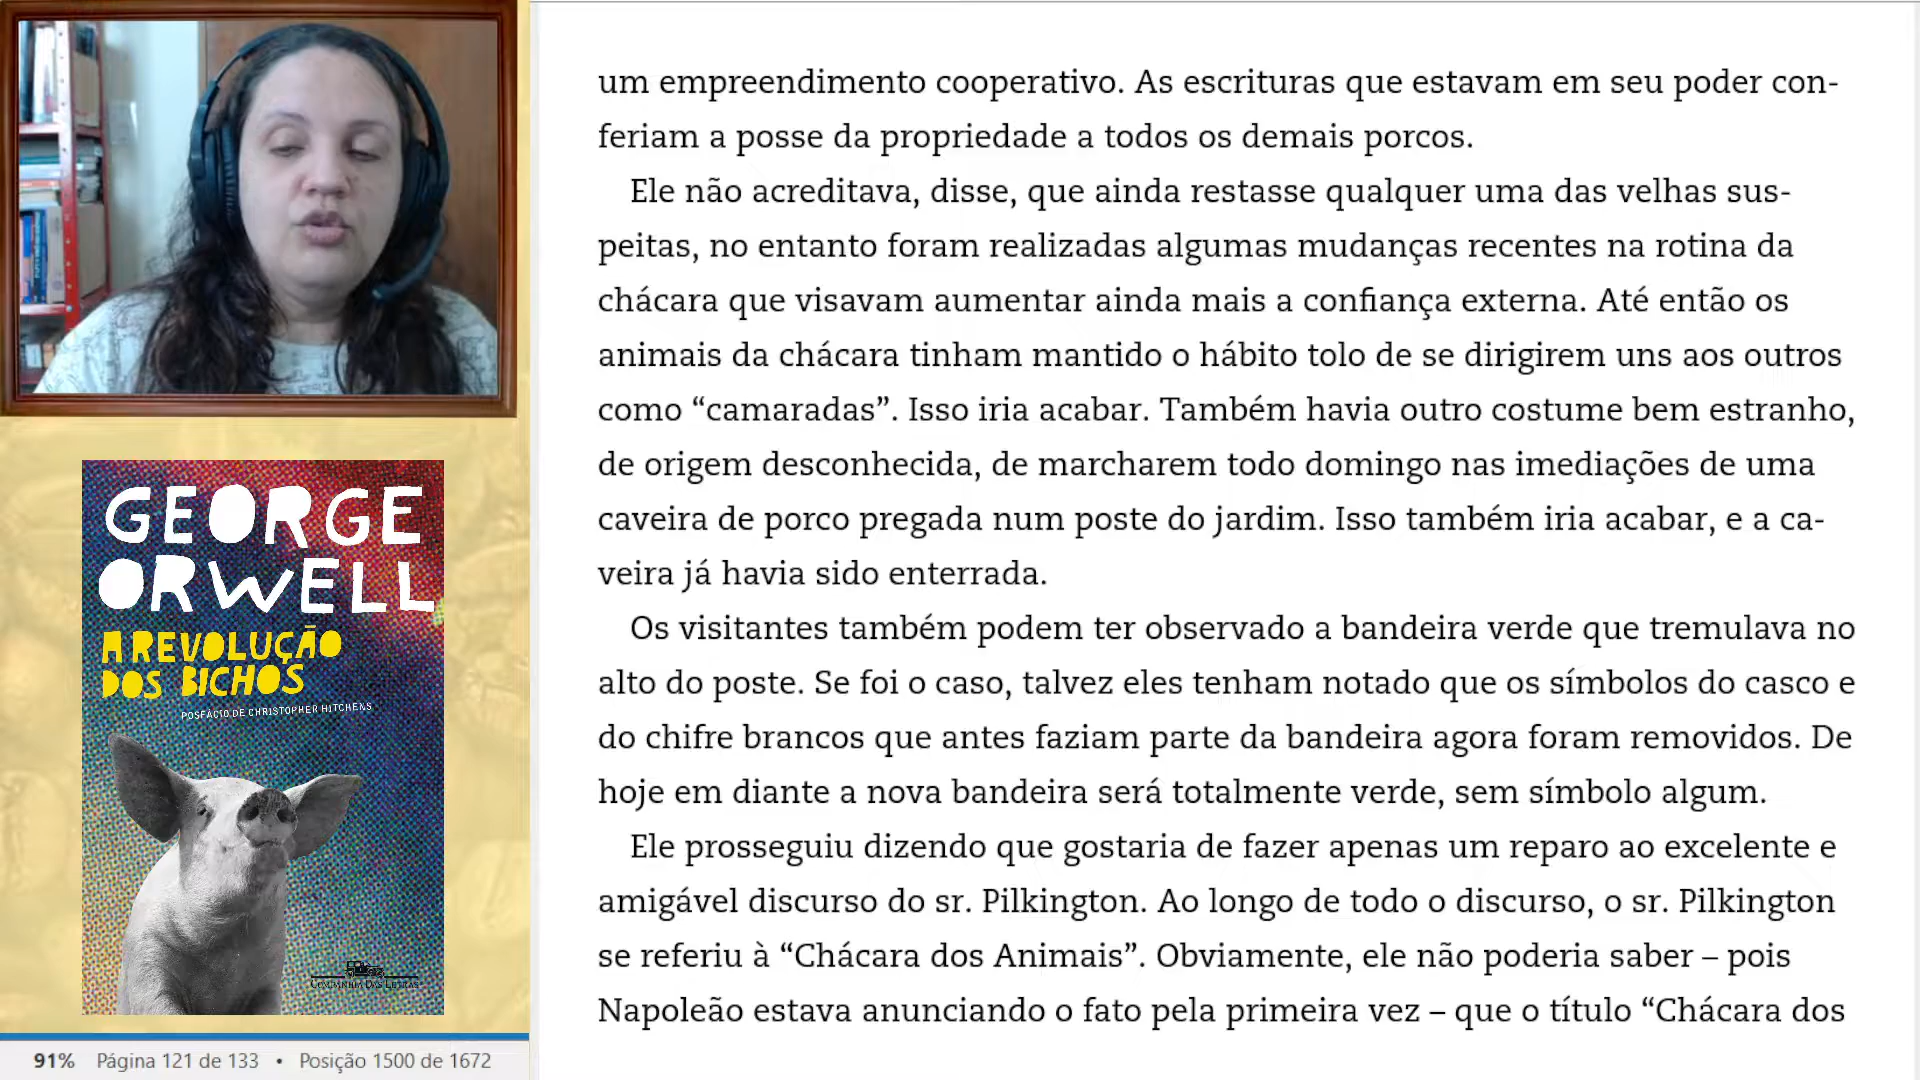 um empreendimento cooperativo. As escrituras que estavam em seu poder con-
feriam a posse da propriedade a todos os demais porcos.
Ele não acreditava, disse, que ainda restasse qualquer uma das velhas sus-
peitas, no entanto foram realizadas algumas mudanças recentes na rotina da
chácara que visavam aumentar ainda mais a confiança externa. Até então os
animais da chácara tinham mantido o hábito tolo de se dirigirem uns aos outros
como “camaradas”. Isso iria acabar. Também havia outro costume bem estranho,
de origem desconhecida, de marcharem todo domingo nas imediações de uma
caveira de porco pregada num poste do jardim. Isso também iria acabar, e a ca-
veira já havia sido enterrada.
Os visitantes também podem ter observado a bandeira verde que tremulava no
alto do poste. Se foi o caso, talvez eles tenham notado que os símbolos do casco e
do chifre brancos que antes faziam parte da bandeira agora foram removidos. De
hoje em diante a nova bandeira será totalmente verde, sem símbolo algum.
Ele prosseguiu dizendo que gostaria de fazer apenas um reparo ao excelente e
amigável discurso do sr. Pilkington. Ao longo de todo o discurso, o sr. Pilkington
se referiu à “Chácara dos Animais”. Obviamente, ele não poderia saber – pois
Napoleão estava anunciando o fato pela primeira vez – que o título “Chácara dos
GEORGE
ORWELL
A REVOLUÇÃO
DOS BICHOS
POSFÁCIO DE CHRISTOPHER HITCHENS
COMPANHIA DAS LETRAS
91% Página 121 de 133 • Posição 1500 de 1672